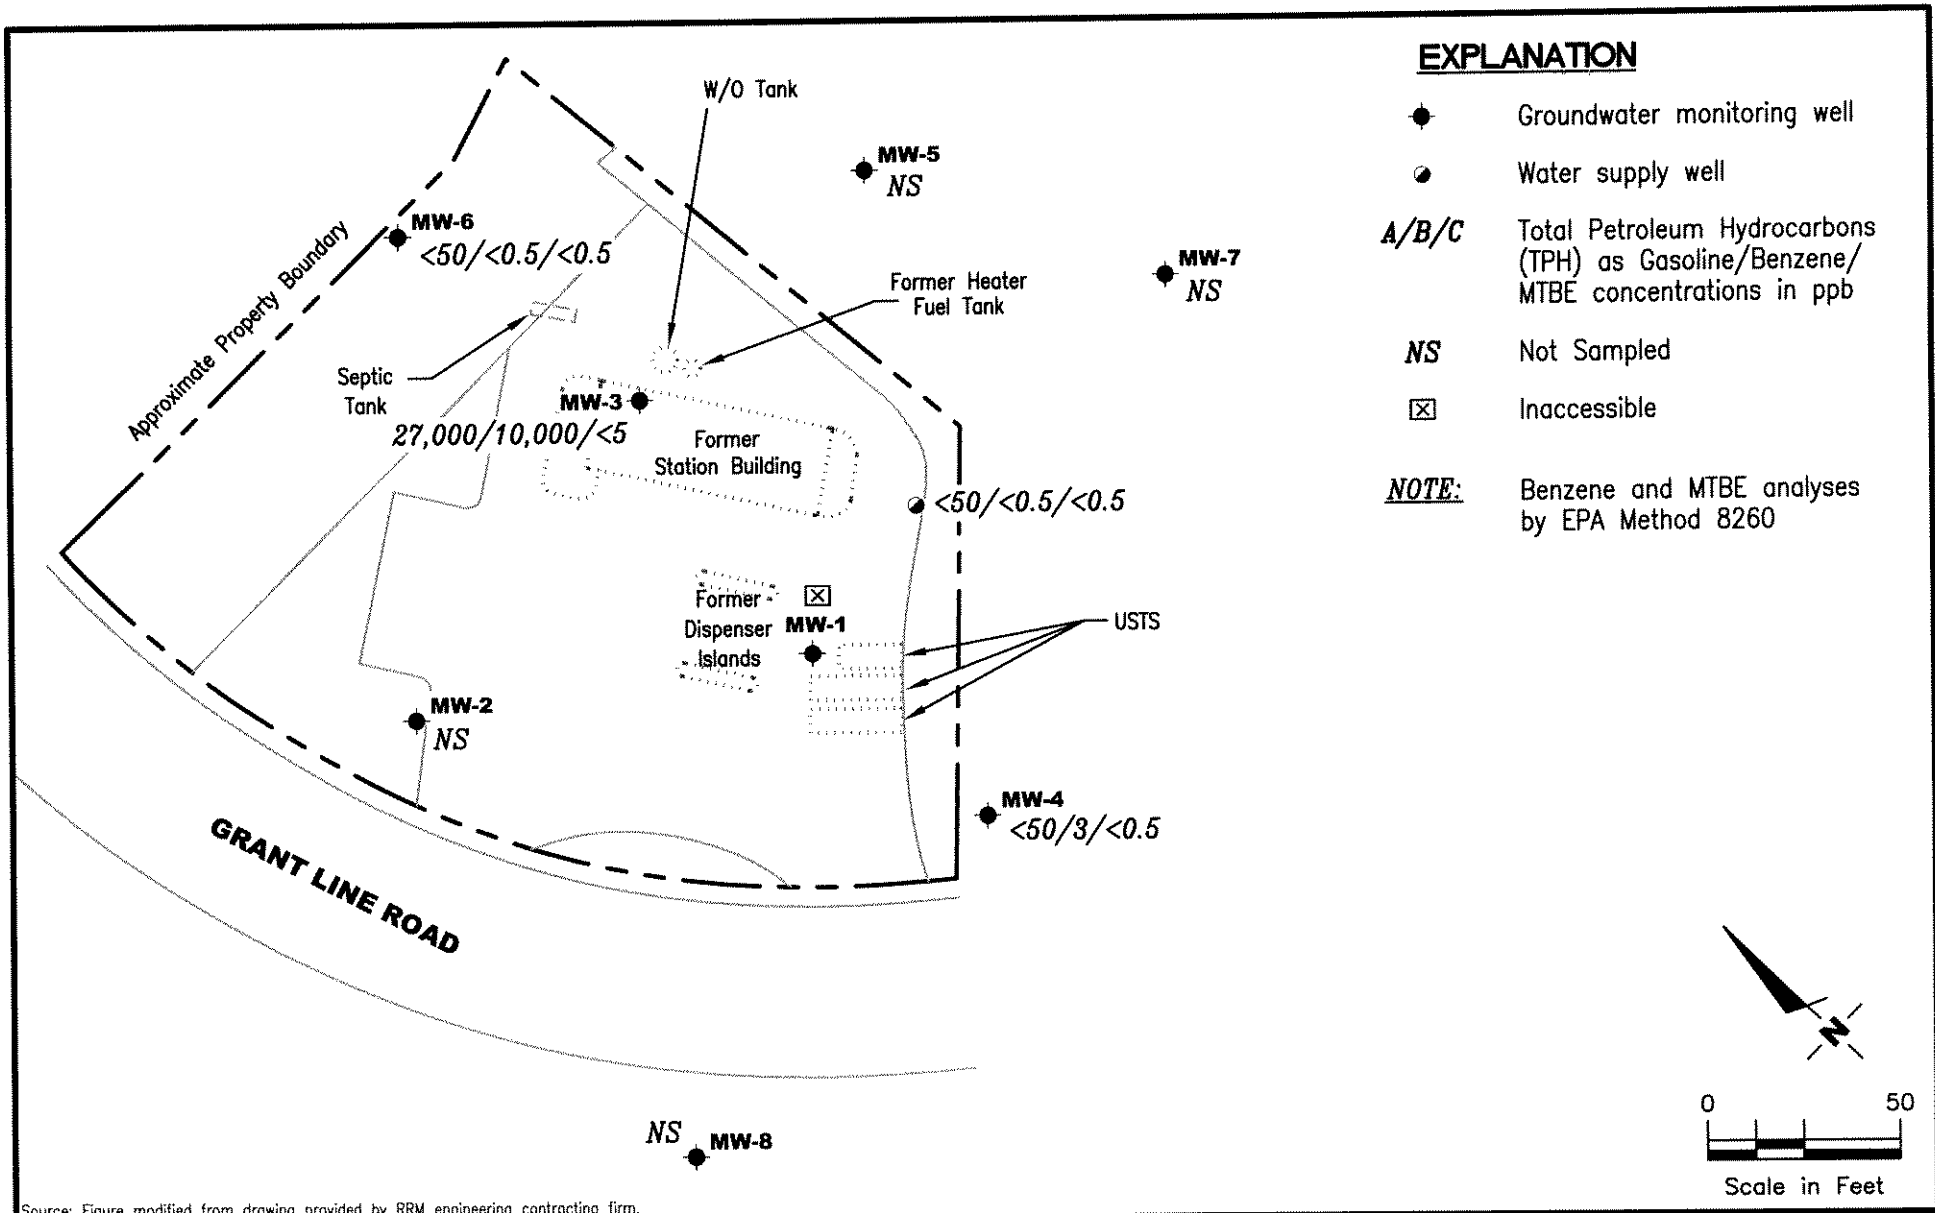 EXPLANATION
Groundwater monitoring well
Water supply well
A/B/C
Total Petroleum Hydrocarbons
(TPH) as Gasoline/Benzene/
MTBE concentrations in ppb
NS
Not Sampled
Inaccessible
NOTE:
Benzene and MTBE analyses
by EPA Method 8260
W/O Tank
MW-5
NS
MW-6
<50/<0.5/<0.5
MW-7
NS
Approximate Property Boundary
Former Heater
Fuel Tank
Septic
Tank
MW-3
27,000/10,000/<5
Former
Station Building
<50/<0.5/<0.5
Former
Dispenser
Islands
MW-1
USTS
MW-2
NS
MW-4
<50/3/<0.5
GRANT LINE ROAD
NS
MW-8
N
0
50
Scale in Feet
Source: Figure modified from drawing provided by RRM engineering contracting firm.